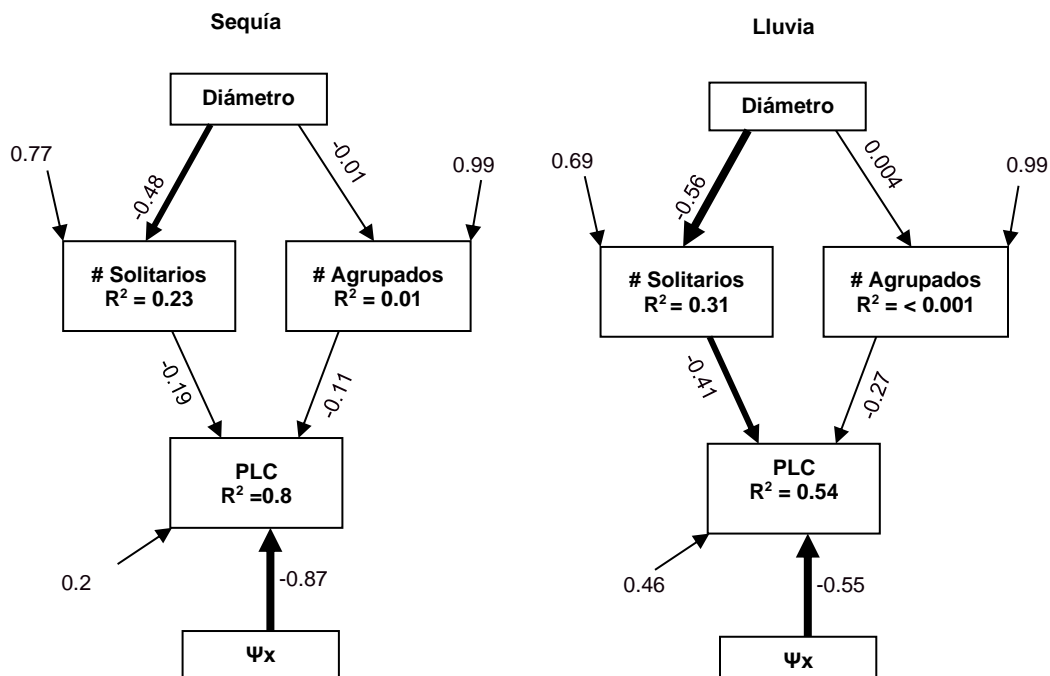 Sequía
Diámetro
0.77
-0.48
-0.01
0.99
# Solitarios
R² = 0.23
# Agrupados
R² = 0.01
-0.19
-0.11
PLC
R² =0.8
0.2
-0.87
Ψx
Lluvia
Diámetro
0.69
-0.56
0.004
0.99
# Solitarios
R² = 0.31
# Agrupados
R² = < 0.001
-0.41
-0.27
PLC
R² = 0.54
0.46
-0.55
Ψx